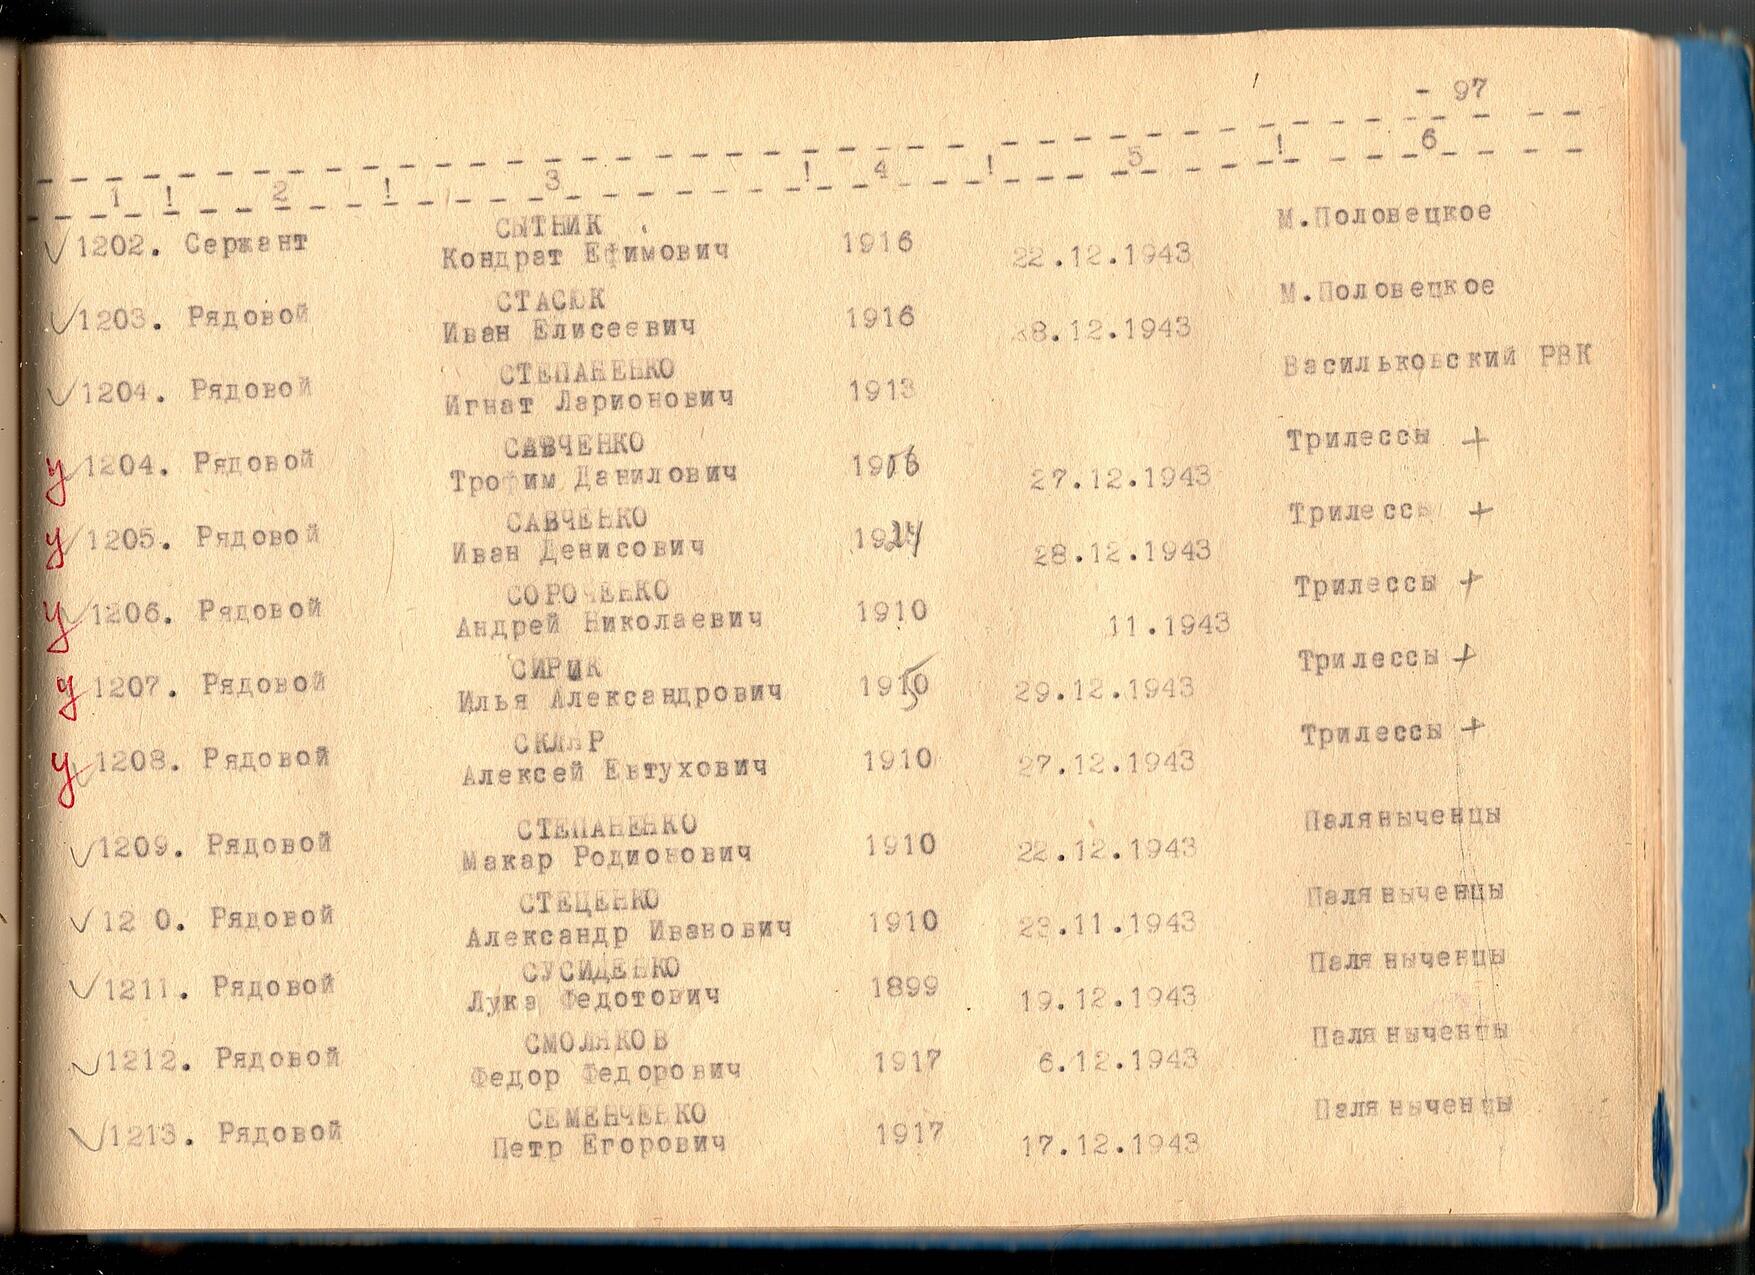 - 97
1 ! 2 ! 3 ! 4 ! 5 ! 6
СЫТНИК М.Половецкое
1202. Сержант Кондрат Ефимович 1916 22.12.1943
СТАСЮК М.Половецкое
1203. Рядовой Иван Елисеевич 1916 8.12.1943
СТЕПАНЕНКО Васильковский РВК
1204. Рядовой Игнат Ларионович 1913
САВЧЕНКО Трилессы +
у 1204. Рядовой Трофим Данилович 1906 27.12.1943
САВЧЕНКО Трилессы +
у 1205. Рядовой Иван Денисович 1924 28.12.1943
СОРОЧЕНКО Трилессы +
у 1206. Рядовой Андрей Николаевич 1910 11.1943
СИРИК Трилессы +
у 1207. Рядовой Илья Александрович 1915 29.12.1943
СКЛЯР Трилессы +
у 1208. Рядовой Алексей Евтухович 1910 27.12.1943
СТЕПАНЕНКО Паляныченцы
1209. Рядовой Макар Родионович 1910 22.12.1943
СТЕЦЕНКО Паляныченцы
12 0. Рядовой Александр Иванович 1910 23.11.1943
СУСИДЕНКО Паляныченцы
1211. Рядовой Лука Федотович 1899 19.12.1943
СМОЛЯКОВ Паляныченцы
1212. Рядовой Федор Федорович 1917 6.12.1943
СЕМЕНЧЕНКО Паляныченцы
1213. Рядовой Петр Егорович 1917 17.12.1943